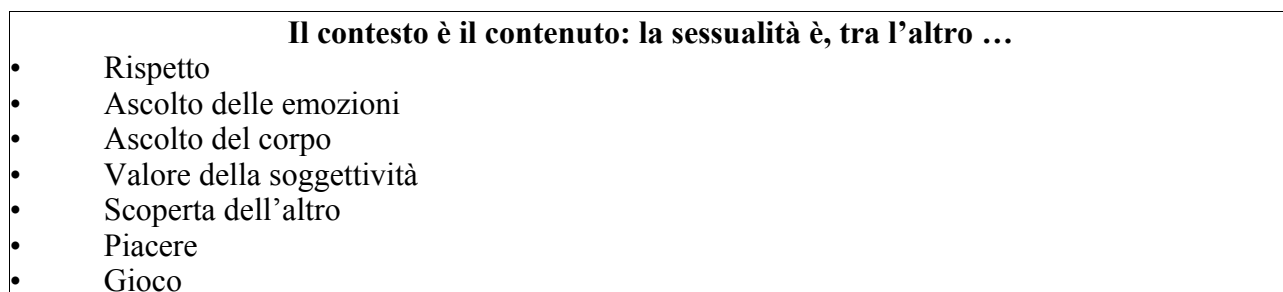 Il contesto è il contenuto: la sessualità è, tra l’altro …
• Rispetto
• Ascolto delle emozioni
• Ascolto del corpo
• Valore della soggettività
• Scoperta dell’altro
• Piacere
• Gioco